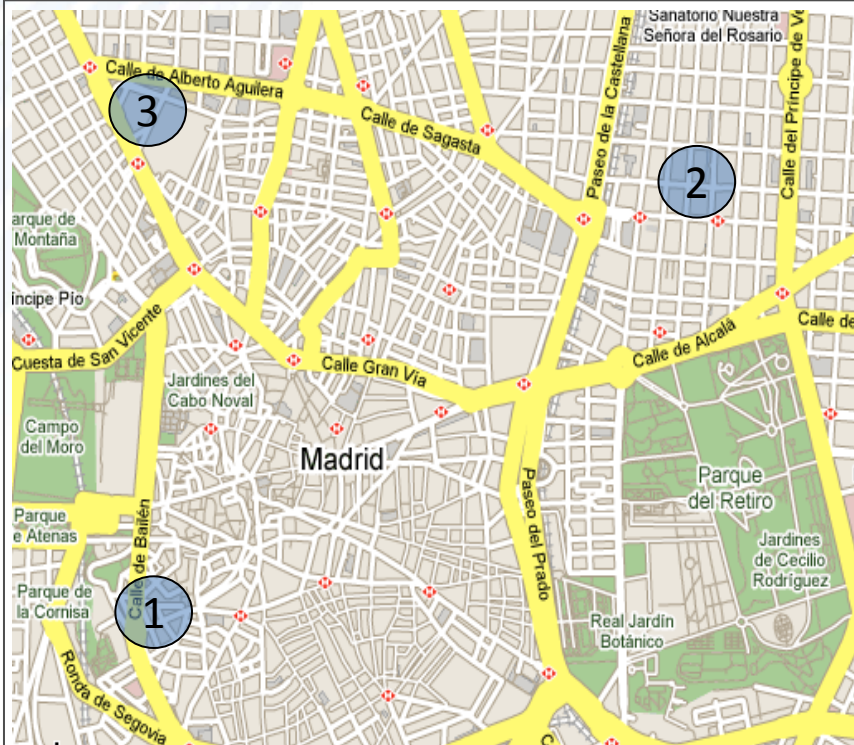 Sanatorio Nuestra
Señora del Rosario
Calle de Alberto Aguilera
3
Calle de Sagasta
Paseo de la Castellana
Calle del Príncipe de Ve
2
arque de
Montaña
íncipe Pío
Cuesta de San Vicente
Calle Gran Vía
Calle de Alcalá
Calle de
Jardines del
Cabo Noval
Campo
del Moro
Madrid
Parque
del Retiro
Paseo del Prado
Parque
e Atenas
Calle de Bailén
Jardines
de Cecilio
Rodríguez
Parque de
la Cornisa
1
Real Jardín
Botánico
Ronda de Segovia
C